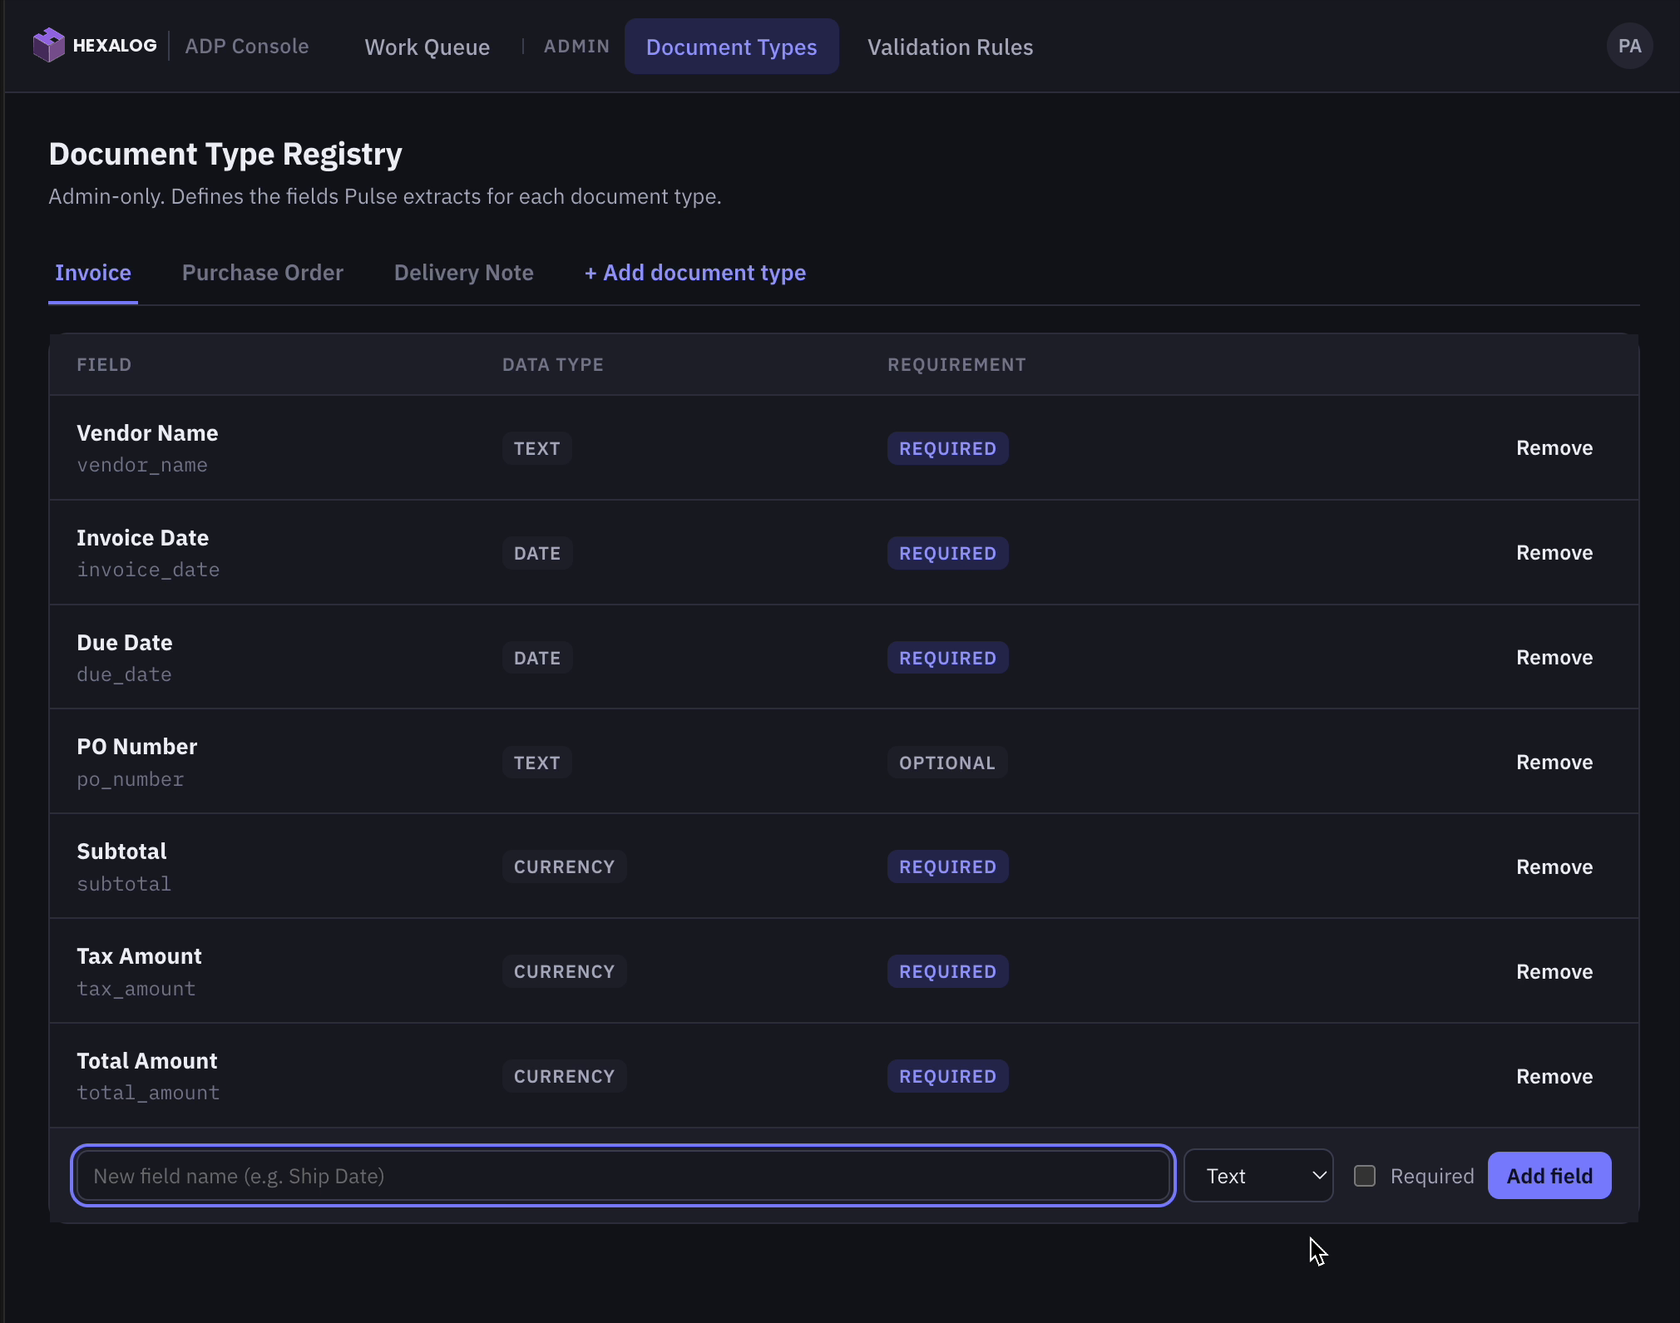 HEXALOG
ADP Console
Work Queue
ADMIN
Document Types
Validation Rules
PA
Document Type Registry
Admin-only. Defines the fields Pulse extracts for each document type.
Invoice
Purchase Order
Delivery Note
+ Add document type
FIELD
DATA TYPE
REQUIREMENT
Vendor Name
vendor_name
TEXT
REQUIRED
Remove
Invoice Date
invoice_date
DATE
REQUIRED
Remove
Due Date
due_date
DATE
REQUIRED
Remove
PO Number
po_number
TEXT
OPTIONAL
Remove
Subtotal
subtotal
CURRENCY
REQUIRED
Remove
Tax Amount
tax_amount
CURRENCY
REQUIRED
Remove
Total Amount
total_amount
CURRENCY
REQUIRED
Remove
New field name (e.g. Ship Date)
Text
Required
Add field